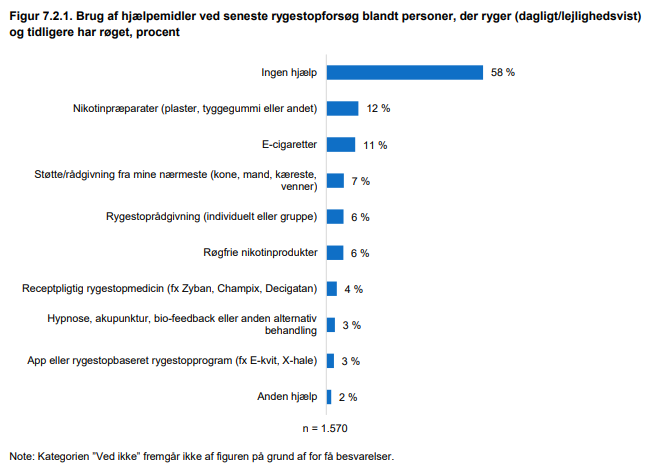 Figur 7.2.1. Brug af hjælpemidler ved seneste rygestopforsøg blandt personer, der ryger (dagligt/lejlighedsvist)
og tidligere har røget, procent
Ingen hjælp
58 %
Nikotinpræparater (plaster, tyggegummi eller andet)
12 %
E-cigaretter
11 %
Støtte/rådgivning fra mine nærmeste (kone, mand, kæreste,
venner)
7 %
Rygestoprådgivning (individuelt eller gruppe)
6 %
Røgfrie nikotinprodukter
6 %
Receptpligtig rygestopmedicin (fx Zyban, Champix, Decigatan)
4 %
Hypnose, akupunktur, bio-feedback eller anden alternativ
behandling
3 %
App eller rygestopbaseret rygestopprogram (fx E-kvit, X-hale)
3 %
Anden hjælp
2 %
n = 1.570
Note: Kategorien ”Ved ikke” fremgår ikke af figuren på grund af for få besvarelser.